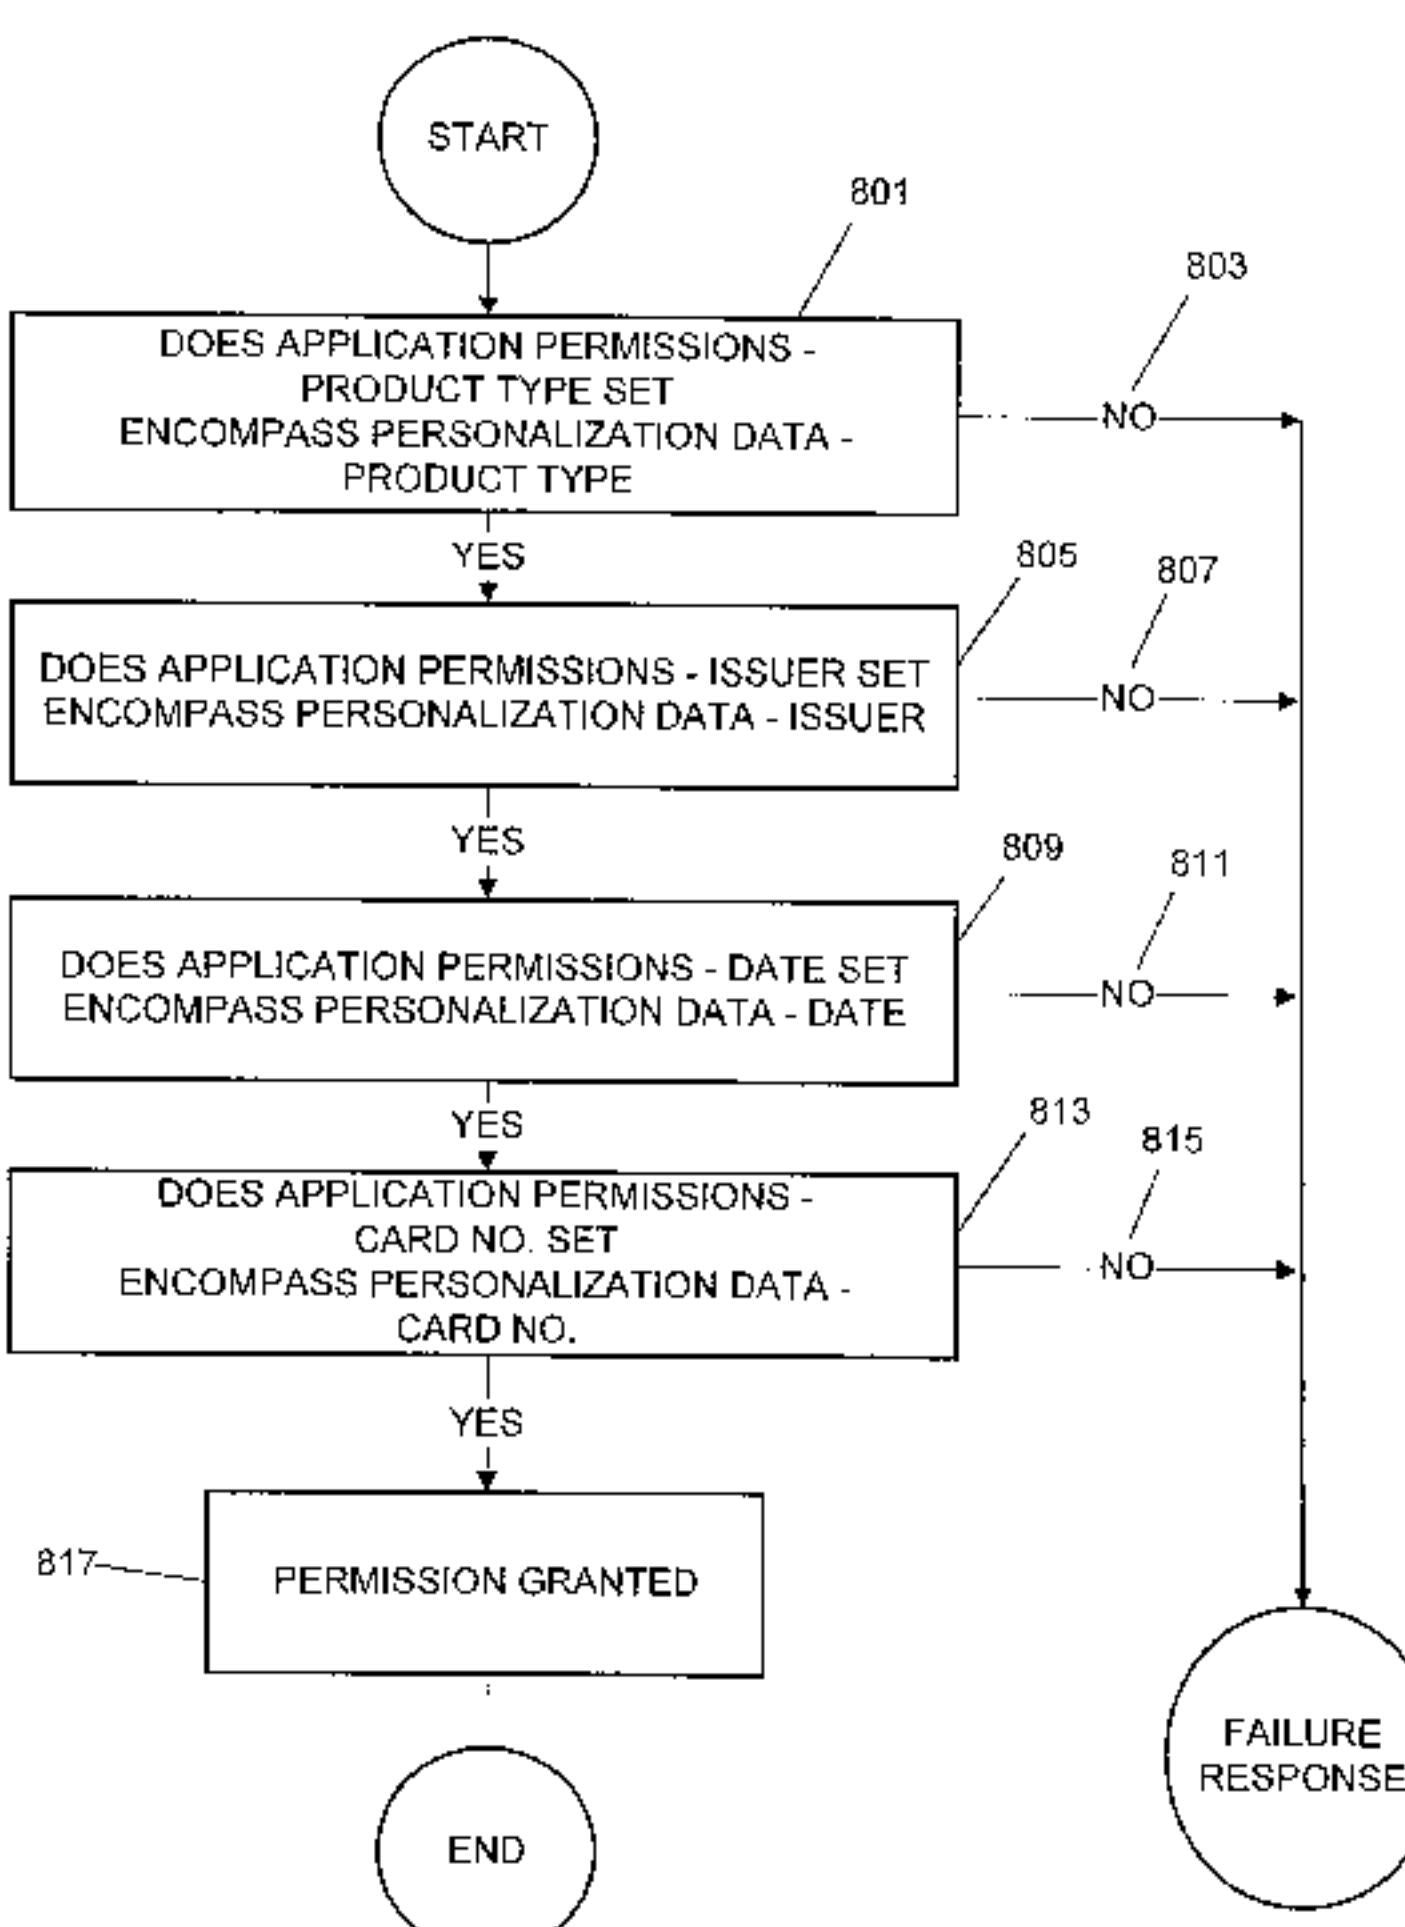 START
801
803
DOES APPLICATION PERMISSIONS -
PRODUCT TYPE SET
ENCOMPASS PERSONALIZATION DATA -
PRODUCT TYPE
NO
YES
805
807
DOES APPLICATION PERMISSIONS - ISSUER SET
ENCOMPASS PERSONALIZATION DATA - ISSUER
NO
YES
809
811
DOES APPLICATION PERMISSIONS - DATE SET
ENCOMPASS PERSONALIZATION DATA - DATE
NO
YES
813
815
DOES APPLICATION PERMISSIONS -
CARD NO. SET
ENCOMPASS PERSONALIZATION DATA -
CARD NO.
NO
YES
817
PERMISSION GRANTED
FAILURE
RESPONSE
END